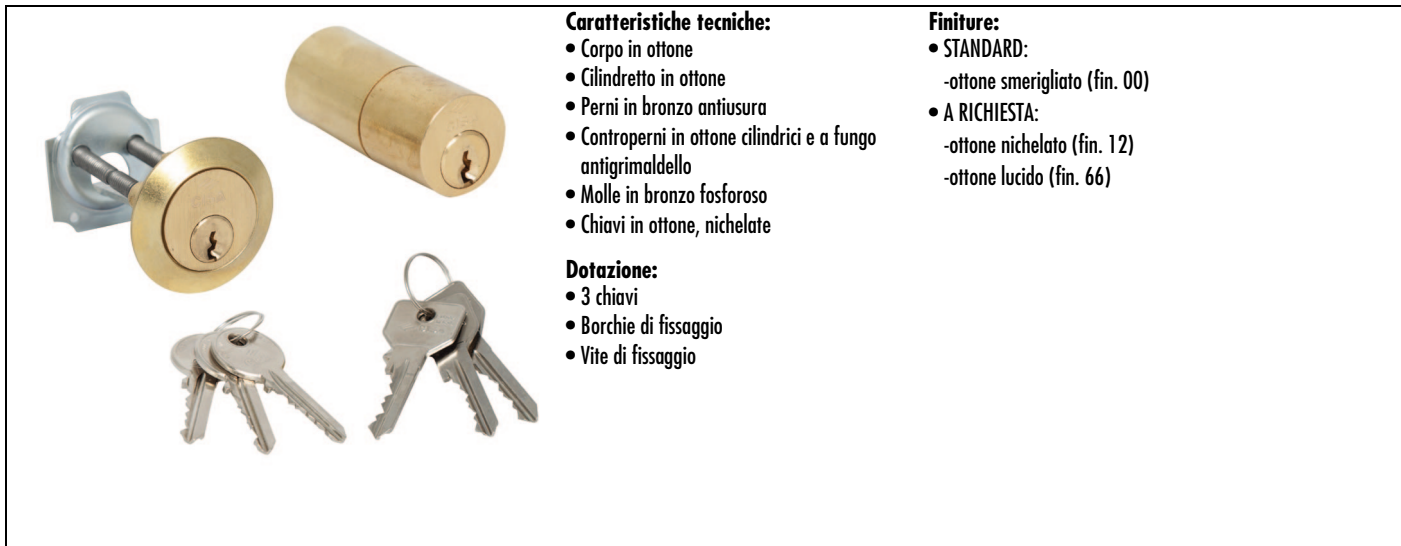 Caratteristiche tecniche:
• Corpo in ottone
• Cilindretto in ottone
• Perni in bronzo antiusura
• Controperni in ottone cilindrici e a fungo
antigrimaldello
• Molle in bronzo fosforoso
• Chiavi in ottone, nichelate
Dotazione:
• 3 chiavi
• Borchie di fissaggio
• Vite di fissaggio
Finiture:
• STANDARD:
-ottone smerigliato (fin. 00)
• A RICHIESTA:
-ottone nichelato (fin. 12)
-ottone lucido (fin. 66)